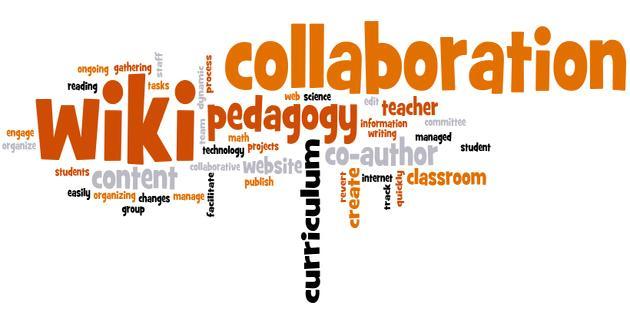 collaboration
ongoing gathering staff
reading tasks dynamic process
wiki
web science
pedagogy
edit teacher
information committee
writing managed
engage
organize
team math
technology projects
co-author student
students content
collaborative website
publish
curriculum
easily organizing changes manage
group
facilitate
revert create internet track quickly classroom